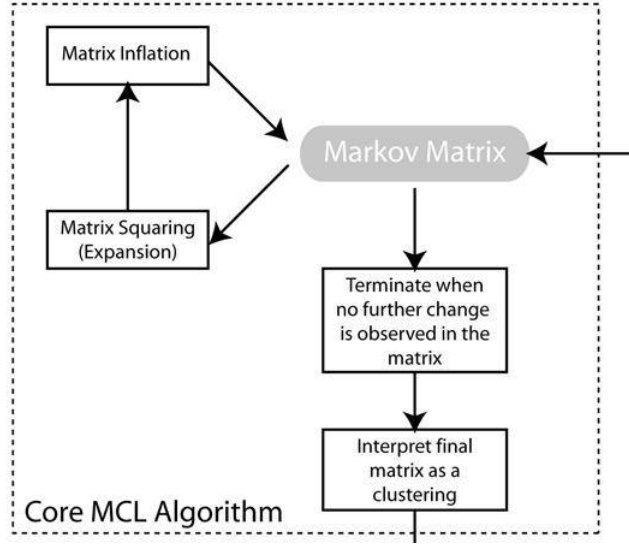 Matrix Inflation
Markov Matrix
Matrix Squaring
(Expansion)
Terminate when
no further change
is observed in the
matrix
Interpret final
matrix as a
clustering
Core MCL Algorithm